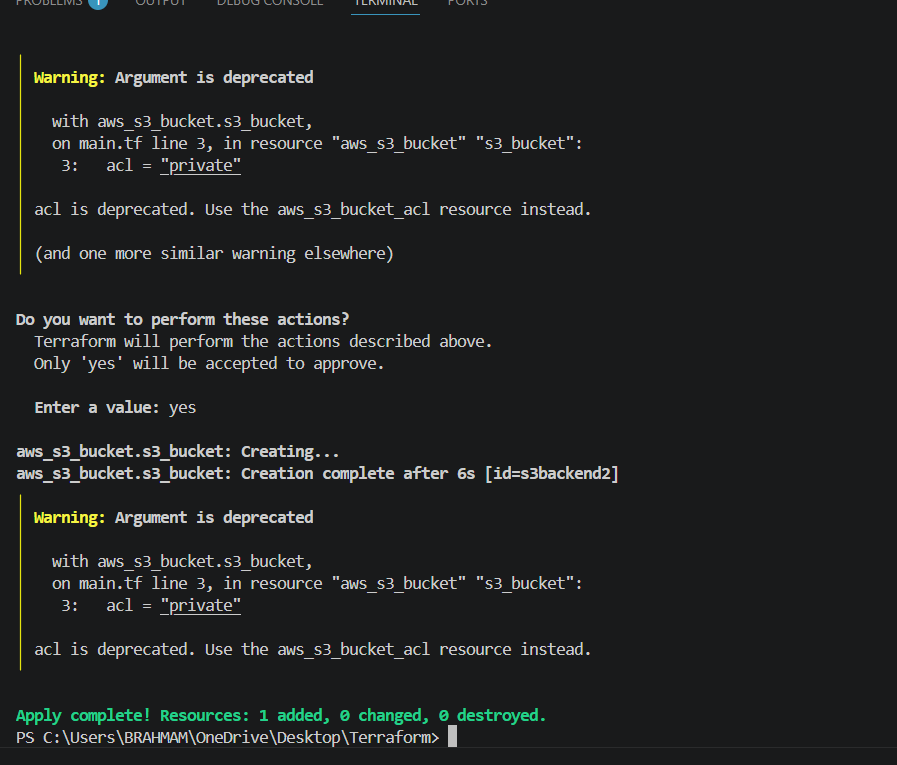 PROBLEMS 1 OUTPUT DEBUG CONSOLE TERMINAL PORTS
Warning: Argument is deprecated
with aws_s3_bucket.s3_bucket,
on main.tf line 3, in resource "aws_s3_bucket" "s3_bucket":
3: acl = "private"
acl is deprecated. Use the aws_s3_bucket_acl resource instead.
(and one more similar warning elsewhere)
Do you want to perform these actions?
Terraform will perform the actions described above.
Only 'yes' will be accepted to approve.
Enter a value: yes
aws_s3_bucket.s3_bucket: Creating...
aws_s3_bucket.s3_bucket: Creation complete after 6s [id=s3backend2]
Warning: Argument is deprecated
with aws_s3_bucket.s3_bucket,
on main.tf line 3, in resource "aws_s3_bucket" "s3_bucket":
3: acl = "private"
acl is deprecated. Use the aws_s3_bucket_acl resource instead.
Apply complete! Resources: 1 added, 0 changed, 0 destroyed.
PS C:\Users\BRAHMAM\OneDrive\Desktop\Terraform>